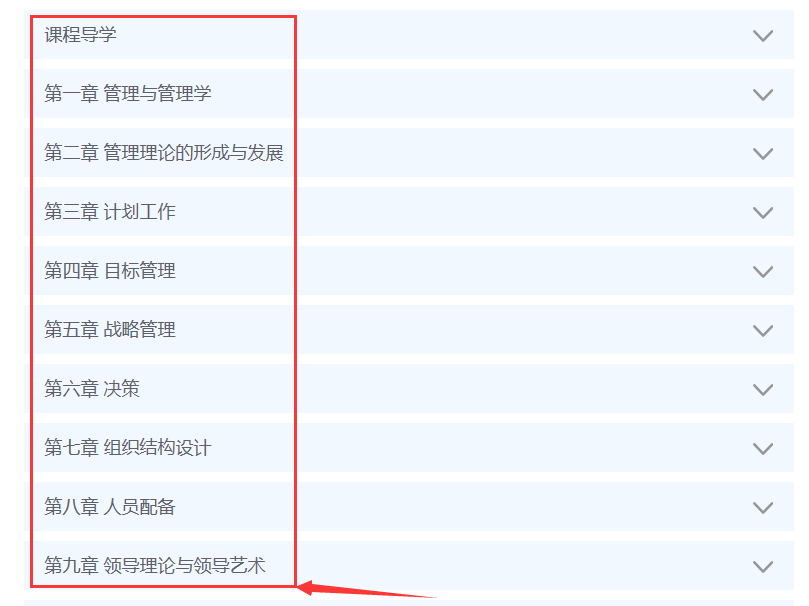 课程导学
第一章 管理与管理学
第二章 管理理论的形成与发展
第三章 计划工作
第四章 目标管理
第五章 战略管理
第六章 决策
第七章 组织结构设计
第八章 人员配备
第九章 领导理论与领导艺术